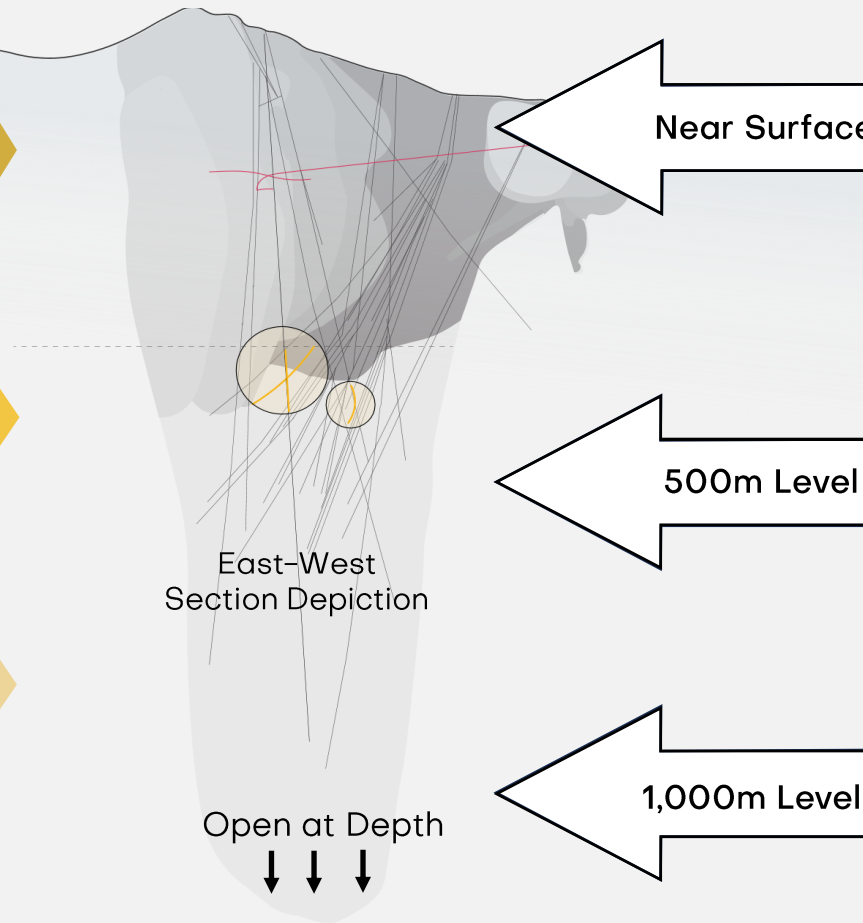 Near Surface
500m Level
East-West
Section Depiction
1,000m Level
Open at Depth